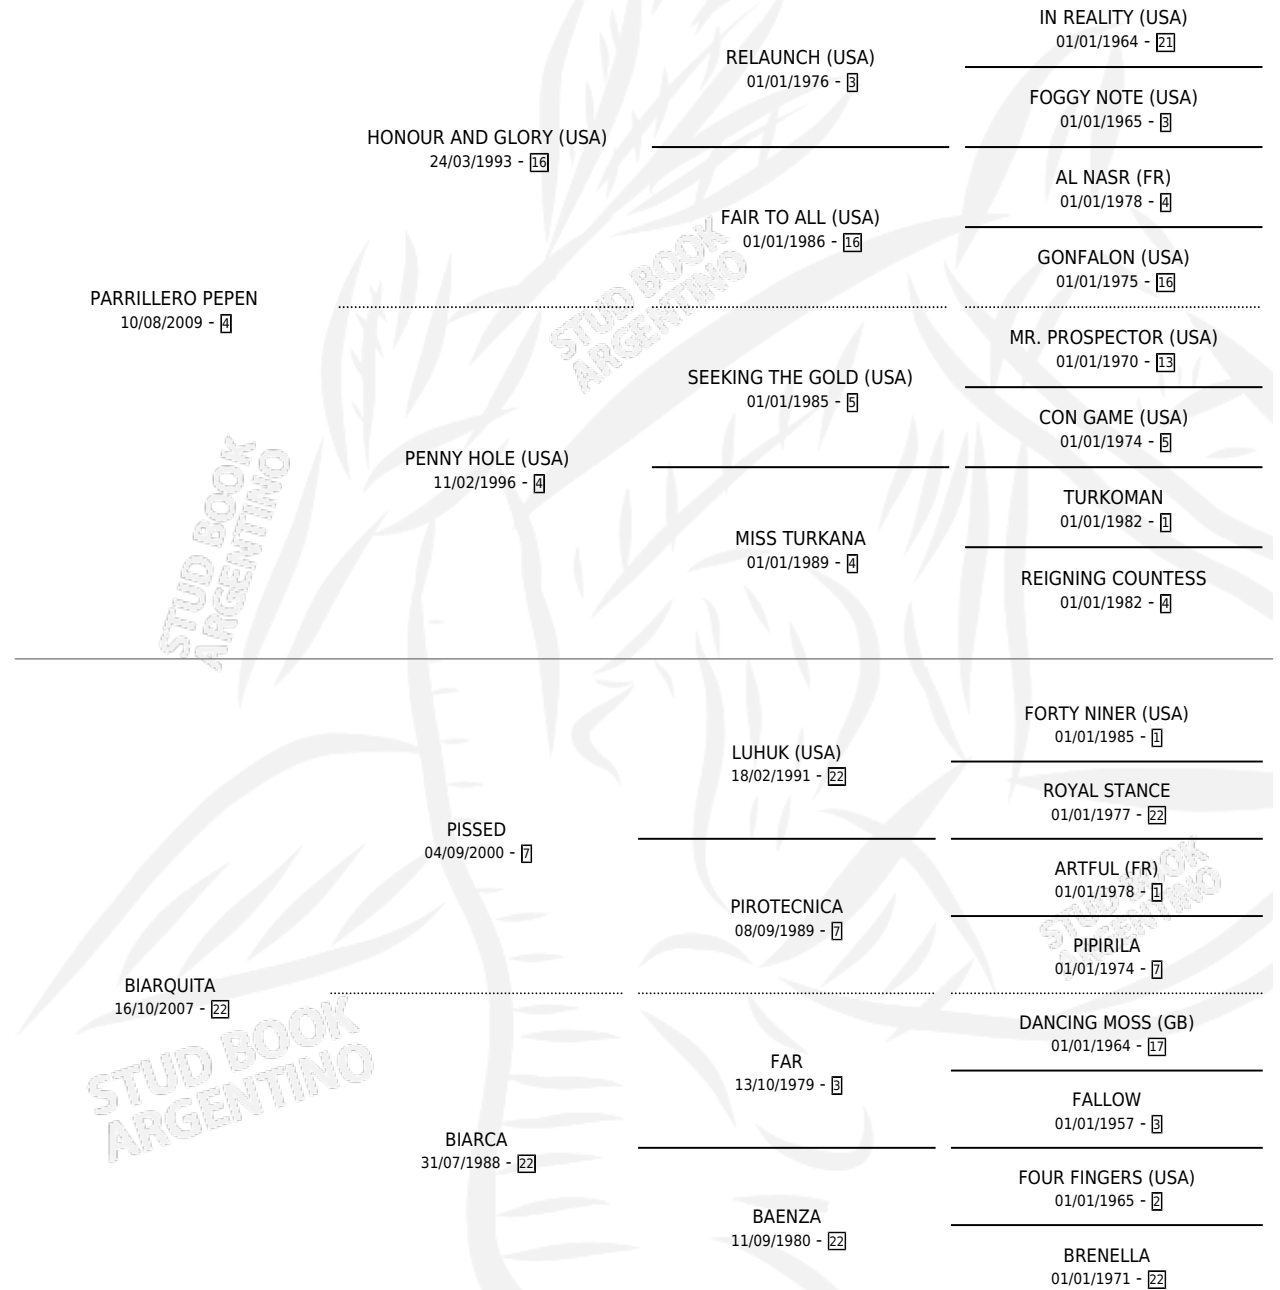 IN REALITY (USA)
01/01/1964 - 21
RELAUNCH (USA)
01/01/1976 - 3
FOGGY NOTE (USA)
01/01/1965 - 3
HONOUR AND GLORY (USA)
24/03/1993 - 16
AL NASR (FR)
01/01/1978 - 4
FAIR TO ALL (USA)
01/01/1986 - 16
GONFALON (USA)
01/01/1975 - 16
PARRILLERO PEPEN
10/08/2009 - 4
MR. PROSPECTOR (USA)
01/01/1970 - 13
SEEKING THE GOLD (USA)
01/01/1985 - 5
CON GAME (USA)
01/01/1974 - 5
PENNY HOLE (USA)
11/02/1996 - 4
TURKOMAN
01/01/1982 - 1
MISS TURKANA
01/01/1989 - 4
REIGNING COUNTESS
01/01/1982 - 4
FORTY NINER (USA)
01/01/1985 - 1
LUHUK (USA)
18/02/1991 - 22
ROYAL STANCE
01/01/1977 - 22
PISSED
04/09/2000 - 7
ARTFUL (FR)
01/01/1978 - 1
PIROTECNICA
08/09/1989 - 7
PIPIRILA
01/01/1974 - 7
BIARQUITA
16/10/2007 - 22
DANCING MOSS (GB)
01/01/1964 - 17
FAR
13/10/1979 - 3
FALLOW
01/01/1957 - 3
BIARCA
31/07/1988 - 22
FOUR FINGERS (USA)
01/01/1965 - 2
BAENZA
11/09/1980 - 22
BRENELLA
01/01/1971 - 22
STUD BOOK
ARGENTINO
STUD BOOK
ARGENTINO
STUD BOOK
ARGENTINO
STUD BOOK
ARGENTINO